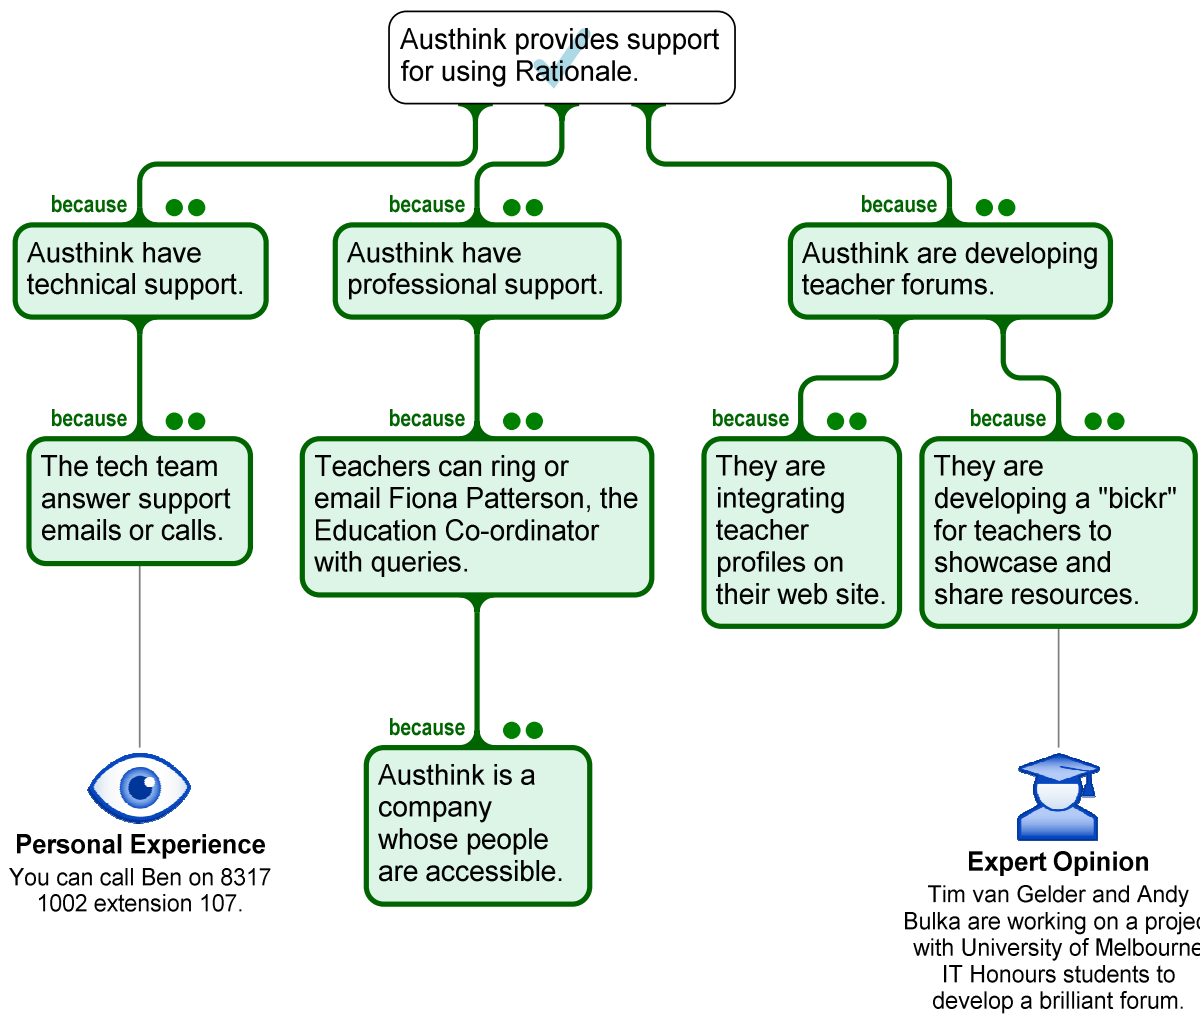 Austhink provides support
for using Rationale.
because
Austhink have
technical support.
because
Austhink have
professional support.
because
Austhink are developing
teacher forums.
because
The tech team
answer support
emails or calls.
because
Teachers can ring or
email Fiona Patterson, the
Education Co-ordinator
with queries.
because
They are
integrating
teacher
profiles on
their web site.
because
They are
developing a "bickr"
for teachers to
showcase and
share resources.
because
Austhink is a
company
whose people
are accessible.
Personal Experience
You can call Ben on 8317
1002 extension 107.
Expert Opinion
Tim van Gelder and Andy
Bulka are working on a projec
with University of Melbourne
IT Honours students to
develop a brilliant forum.